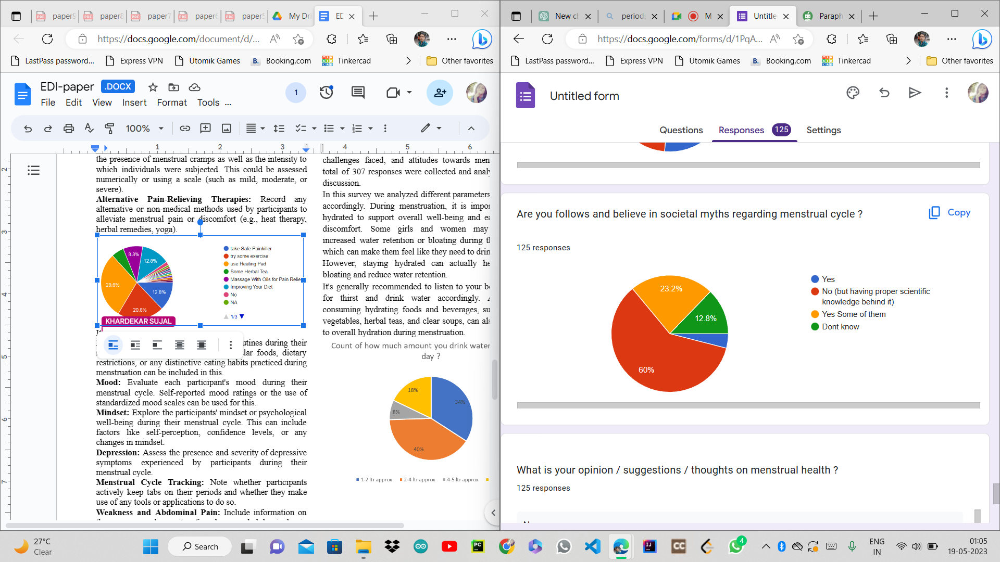 paper9
paper8
paper7
paper6
paper5
My Dri
ED
https://docs.google.com/document/d/...
LastPass password...
Express VPN
Utomik Games
Booking.com
Tinkercad
Other favorites
EDI-paper
.DOCX
File Edit View Insert Format Tools ...
1
100%
1 2 3 4 5 6
2
3
4
5
6
7
the presence of menstrual cramps as well as the intensity to
which individuals were subjected. This could be assessed
numerically or using a scale (such as mild, moderate, or
severe).
Alternative Pain-Relieving Therapies: Record any
alternative or non-medical methods used by participants to
alleviate menstrual pain or discomfort (e.g., heat therapy,
herbal remedies, yoga).
8.8%
12.8%
29.6%
12.8%
20.8%
take Safe Painkiller
try some exercise
use Heating Pad
Some Herbal Tea
Massage With Oils for Pain Relie
Improving Your Diet
No
NA
1/3
KHARDEKAR SUJAL
utines during their
lar foods, dietary
restrictions, or any distinctive eating habits practiced during
menstruation can be included in this.
Mood: Evaluate each participant's mood during their
menstrual cycle. Self-reported mood ratings or the use of
standardized mood scales can be used for this.
Mindset: Explore the participants' mindset or psychological
well-being during their menstrual cycle. This can include
factors like self-perception, confidence levels, or any
changes in mindset.
Depression: Assess the presence and severity of depressive
symptoms experienced by participants during their
menstrual cycle.
Menstrual Cycle Tracking: Note whether participants
actively keep tabs on their periods and whether they make
use of any tools or applications to do so.
Weakness and Abdominal Pain: Include information on
challenges faced, and attitudes towards men
total of 307 responses were collected and analy
discussion.
In this survey we analyzed different parameters
accordingly. During menstruation, it is impor
hydrated to support overall well-being and ea
discomfort. Some girls and women may
increased water retention or bloating during th
which can make them feel like they need to drin
However, staying hydrated can actually he
bloating and reduce water retention.
It's generally recommended to listen to your bo
for thirst and drink water accordingly. A
consuming hydrating foods and beverages, su
vegetables, herbal teas, and clear soups, can als
to overall hydration during menstruation.
Count of how much amount you drink water
day ?
18%
34%
8%
40%
1-2 ltr approx 2-4 ltr approx 4-5 ltr approx
New ch
periods
M
Untitle
Paraph
https://docs.google.com/forms/d/1PqA...
LastPass password...
Express VPN
Utomik Games
Booking.com
Tinkercad
Other favorites
Untitled form
Questions Responses 125 Settings
Are you follows and believe in societal myths regarding menstrual cycle ?
Copy
125 responses
23.2%
12.8%
60%
Yes
No (but having proper scientific
knowledge behind it)
Yes Some of them
Dont know
What is your opinion / suggestions / thoughts on menstrual health ?
125 responses
27°C
Clear
Search
4
ENG
IN
01:05
19-05-2023